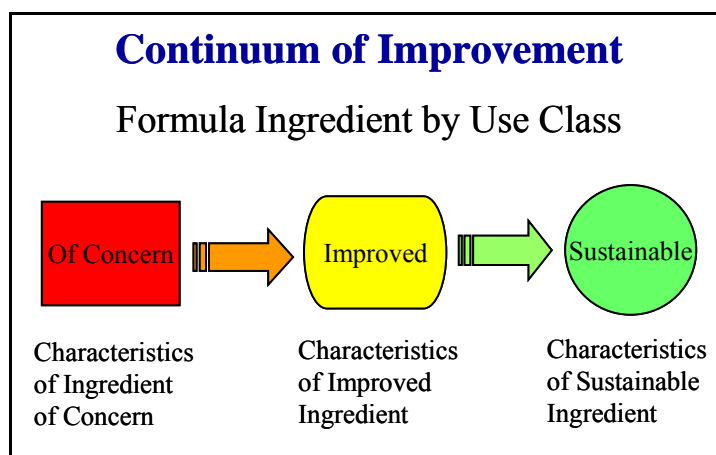 Continuum of Improvement
Formula Ingredient by Use Class
Of Concern
Improved
Sustainable
Characteristics
of Ingredient
of Concern
Characteristics
of Improved
Ingredient
Characteristics
of Sustainable
Ingredient